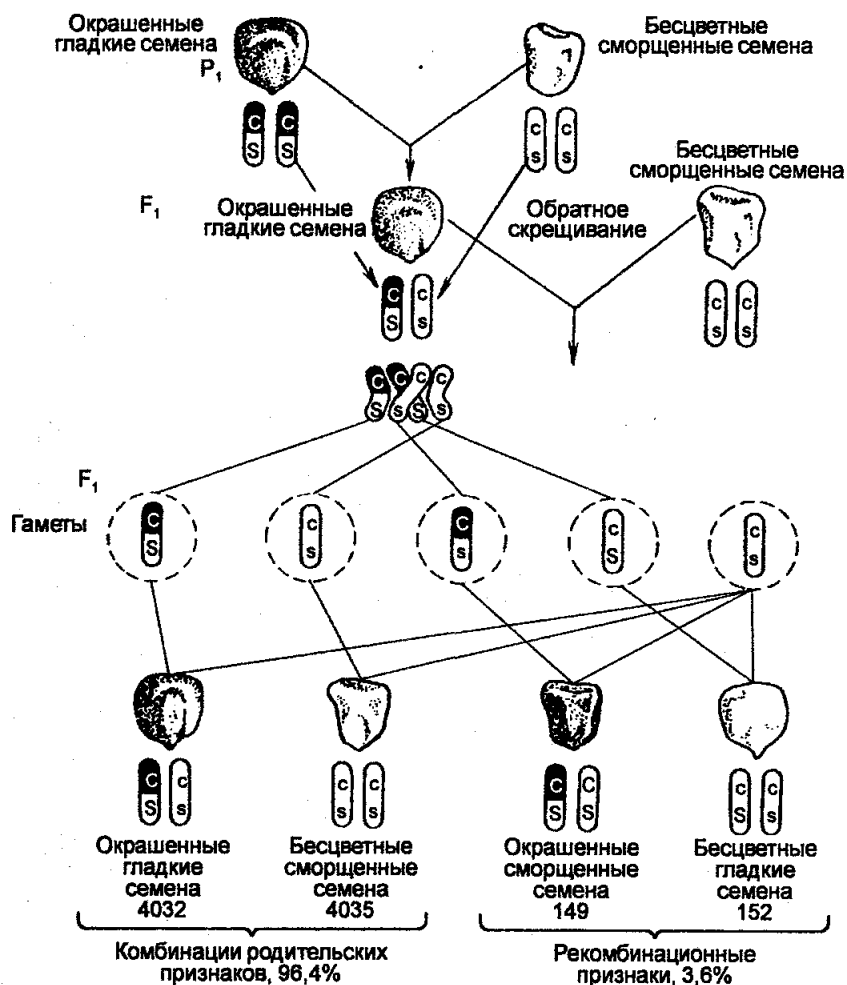 Окрашенные
гладкие семена
P₁
Бесцветные
сморщенные семена
C C
S S
c c
s s
F₁
Окрашенные
гладкие семена
Обратное
скрещивание
Бесцветные
сморщенные семена
C c
S s
c c
s s
C C c c
S s S s
F₁
Гаметы
C c C c c
S s s S s
C c
S s
c c
s s
C C
S S
c c
S s
Окрашенные
гладкие
семена
4032
Бесцветные
сморщенные
семена
4035
Окрашенные
сморщенные
семена
149
Бесцветные
гладкие
семена
152
Комбинации родительских
признаков, 96,4%
Рекомбинационные
признаки, 3,6%